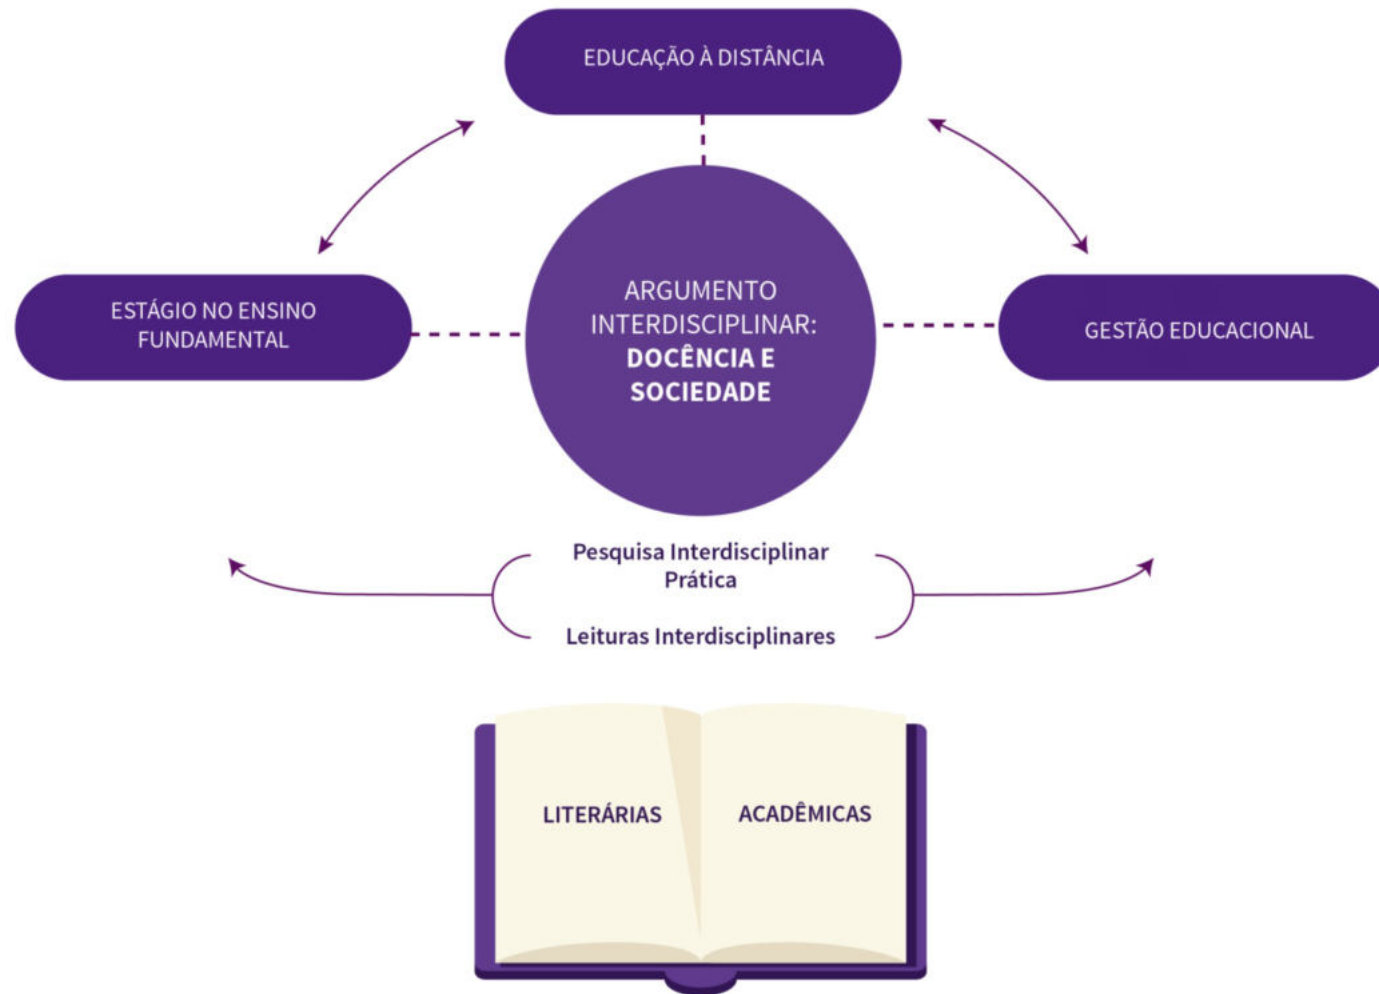 EDUCAÇÃO À DISTÂNCIA
ESTÁGIO NO ENSINO
FUNDAMENTAL
ARGUMENTO
INTERDISCIPLINAR:
DOCÊNCIA E
SOCIEDADE
GESTÃO EDUCACIONAL
Pesquisa Interdisciplinar
Prática
Leituras Interdisciplinares
LITERÁRIAS
ACADÊMICAS